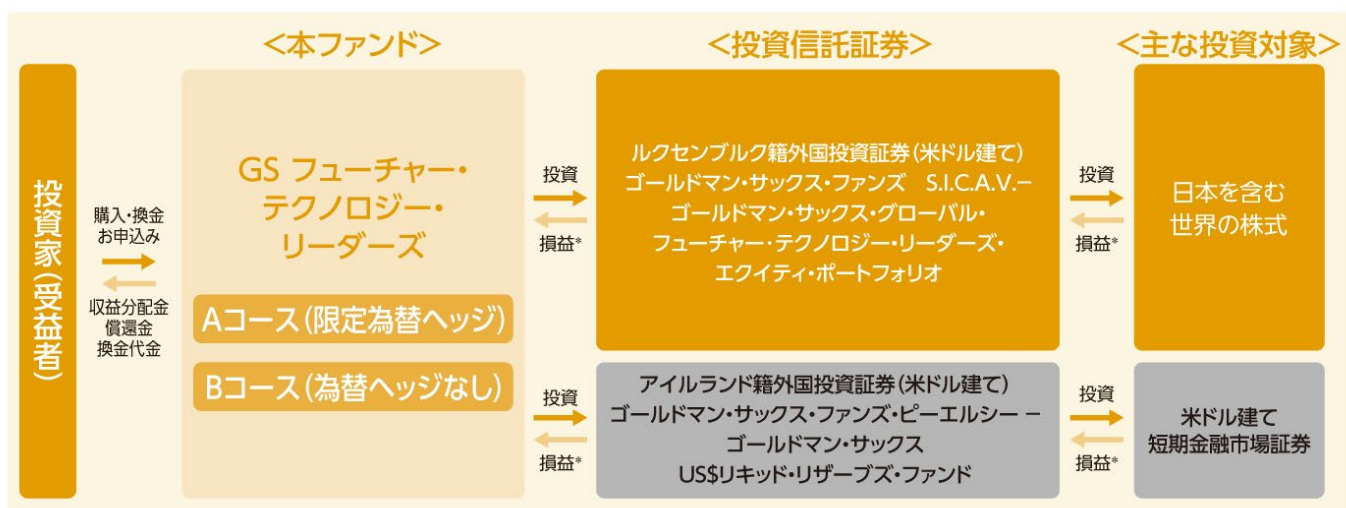 <本ファンド>
<投資信託証券>
<主な投資対象>
投資家(受益者)
購入・換金
お申込み
収益分配金
償還金
換金代金
GS フューチャー・
テクノロジー・
リーダーズ
Aコース(限定為替ヘッジ)
Bコース(為替ヘッジなし)
投資
損益*
ルクセンブルク籍外国投資証券(米ドル建て)
ゴールドマン・サックス・ファンズ S.I.C.A.V.−
ゴールドマン・サックス・グローバル・
フューチャー・テクノロジー・リーダーズ・
エクイティ・ポートフォリオ
投資
損益*
日本を含む
世界の株式
投資
損益*
アイルランド籍外国投資証券(米ドル建て)
ゴールドマン・サックス・ファンズ・ピーエルシー −
ゴールドマン・サックス
US$リキッド・リザーブズ・ファンド
投資
損益*
米ドル建て
短期金融市場証券